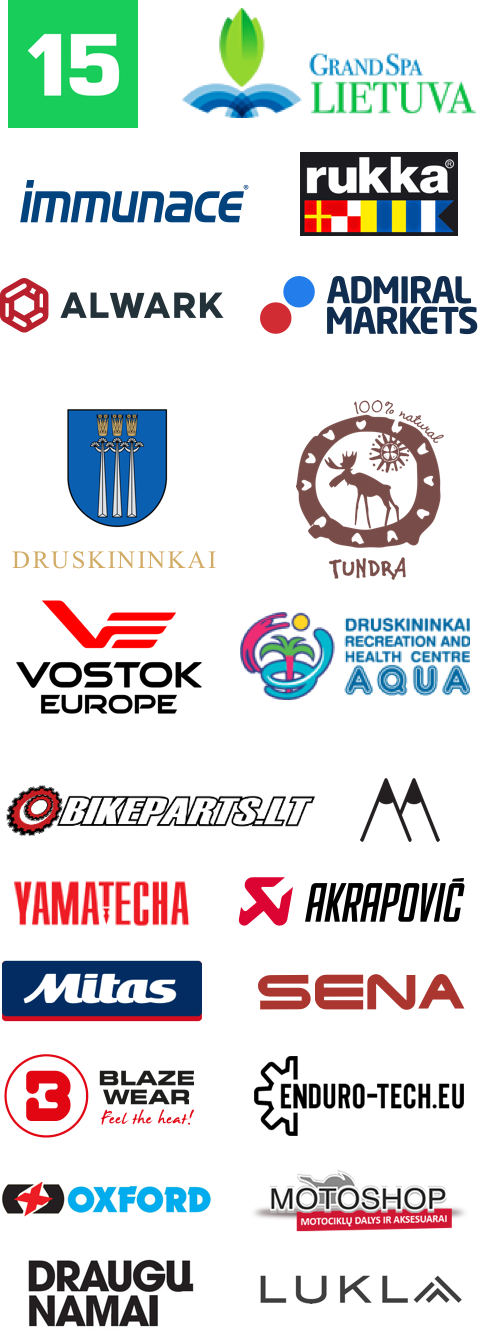 15
GRAND SPA
LIETUVA
immunace®
rukka®
ALWARK
ADMIRAL
MARKETS
DRUSKININKAI
100% natural
TUNDRA
VOSTOK
EUROPE
DRUSKININKAI
RECREATION AND
HEALTH CENTRE
AQUA
BIKEPARTS.LT
YAMATECHA
AKRAPOVIČ
Mitas
SENA
BLAZE
WEAR
Feel the heat!
ENDURO-TECH.EU
OXFORD
MOTOSHOP
MOTOCIKLŲ DALYS IR AKSESUARAI
DRAUGŲ
NAMAI
LUKLA